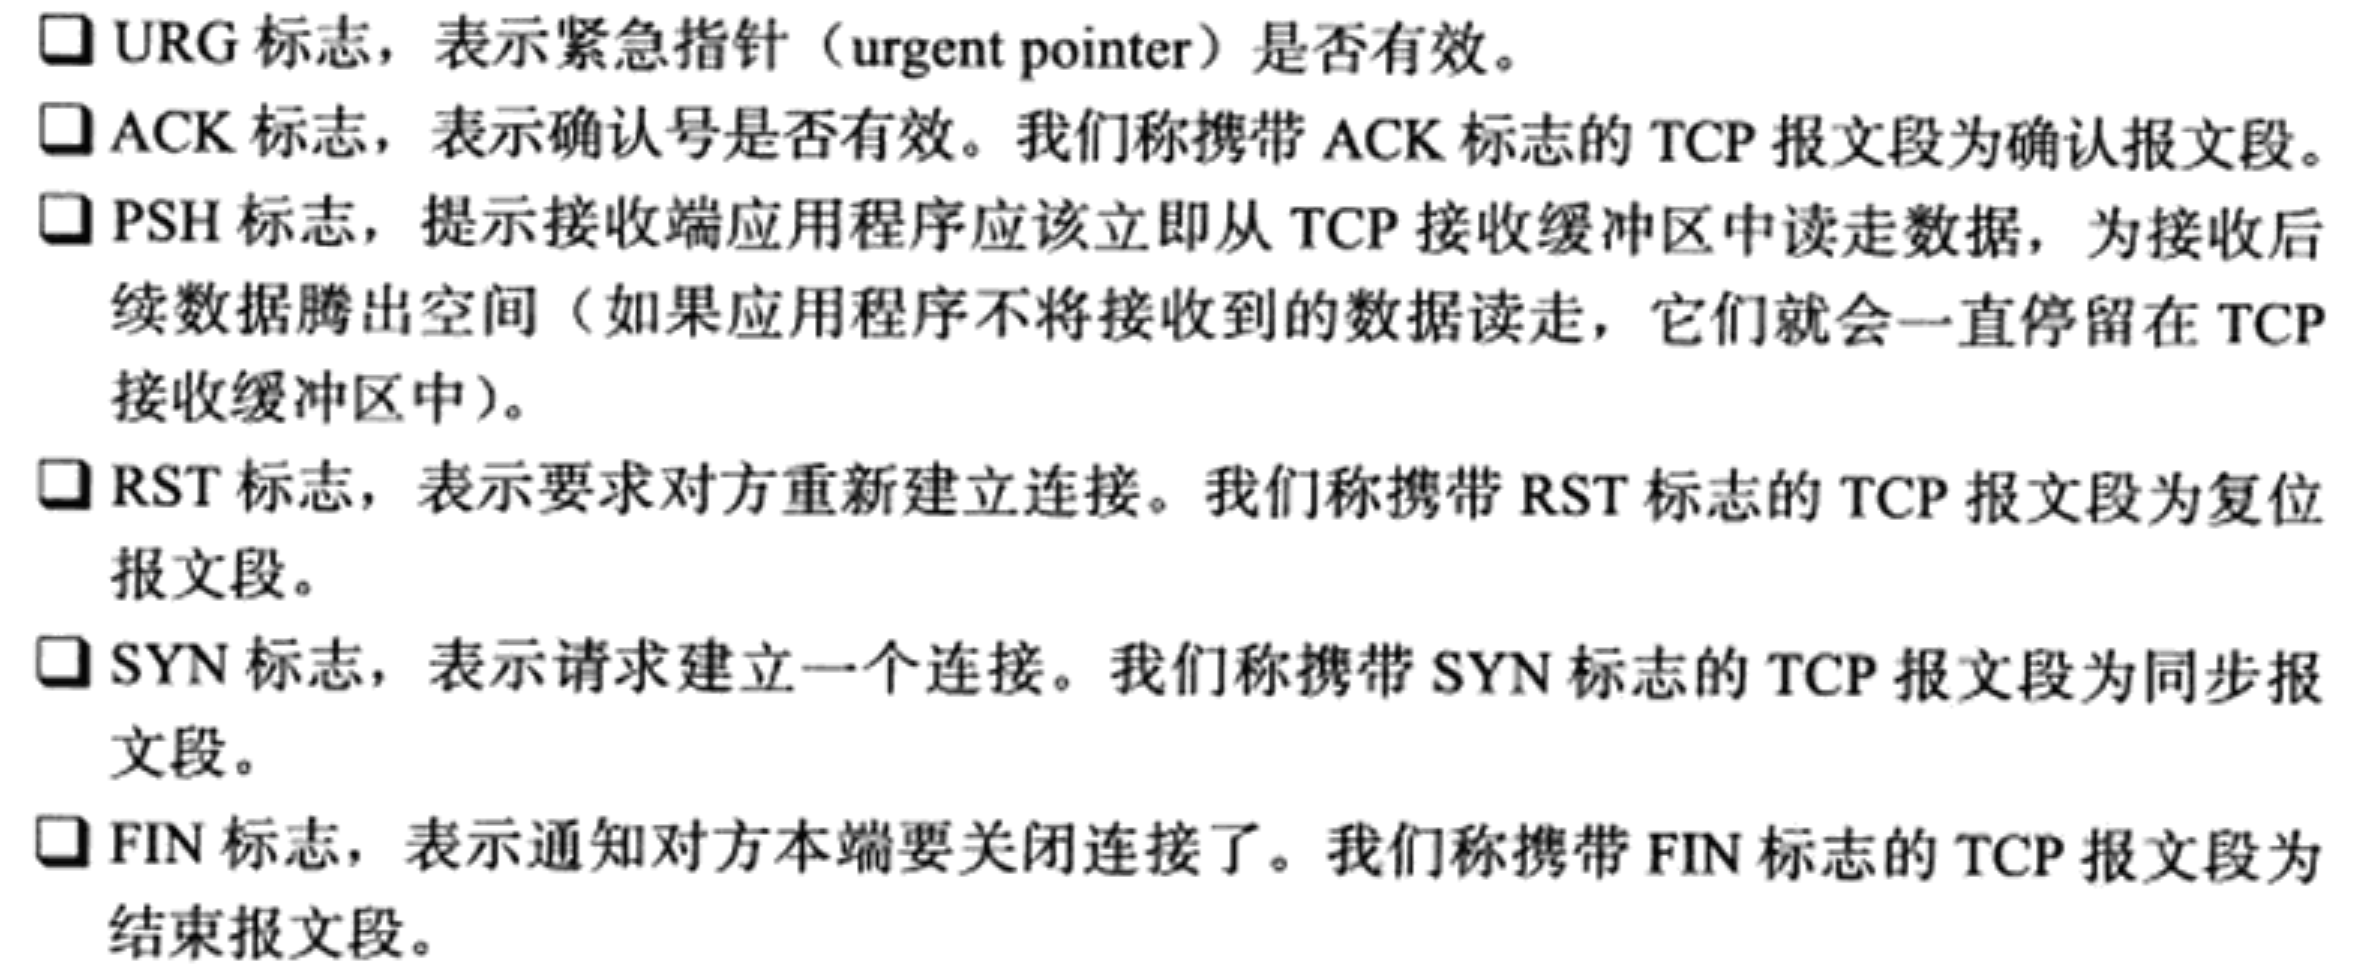 ❏ URG 标志，表示紧急指针（urgent pointer）是否有效。
❏ ACK 标志，表示确认号是否有效。我们称携带 ACK 标志的 TCP 报文段为确认报文段。
❏ PSH 标志，提示接收端应用程序应该立即从 TCP 接收缓冲区中读走数据，为接收后
续数据腾出空间（如果应用程序不将接收到的数据读走，它们就会一直停留在 TCP
接收缓冲区中）。
❏ RST 标志，表示要求对方重新建立连接。我们称携带 RST 标志的 TCP 报文段为复位
报文段。
❏ SYN 标志，表示请求建立一个连接。我们称携带 SYN 标志的 TCP 报文段为同步报
文段。
❏ FIN 标志，表示通知对方本端要关闭连接了。我们称携带 FIN 标志的 TCP 报文段为
结束报文段。